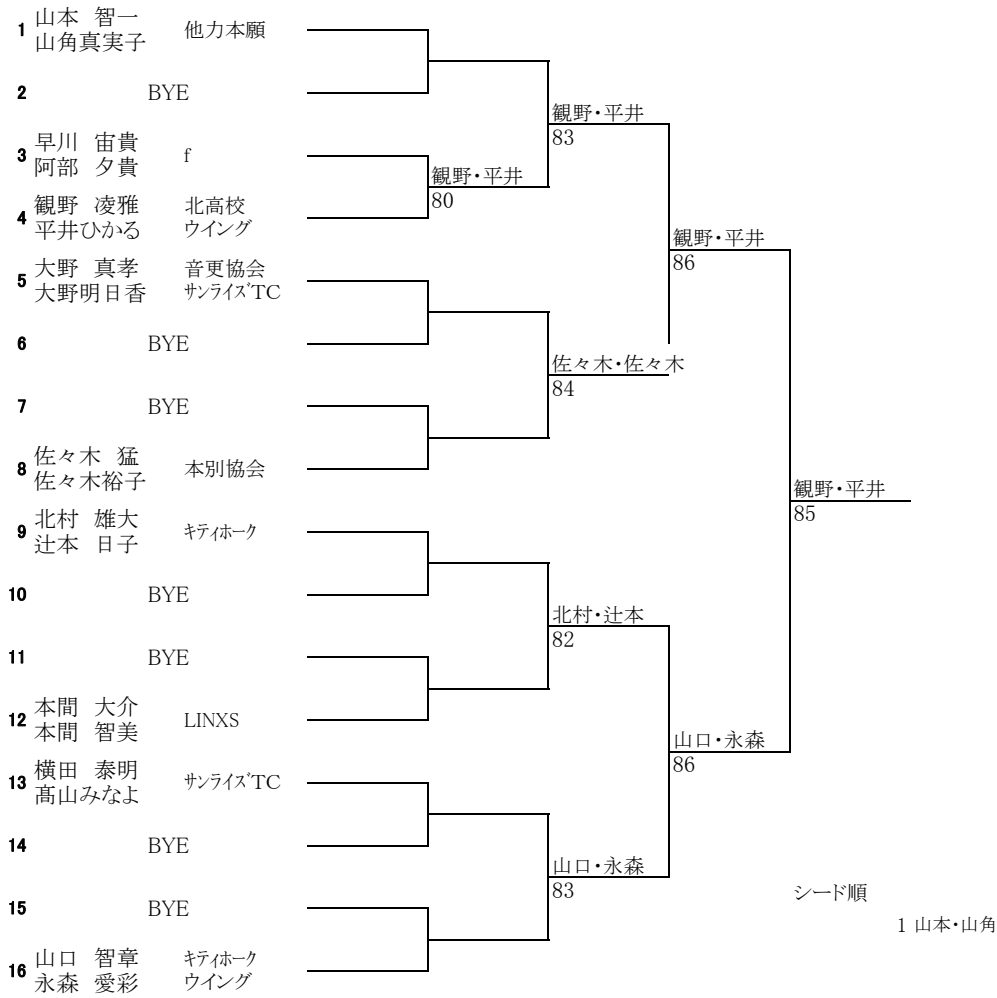 1 山本 智一 他力本願
山角真実子
2 BYE
3 早川 宙貴 f
阿部 夕貴
4 観野 凌雅 北高校
平井ひかる ウイング
5 大野 真孝 音更協会
大野明日香 サンライズTC
6 BYE
7 BYE
8 佐々木 猛 本別協会
佐々木裕子
9 北村 雄大 キティホーク
辻本 日子
10 BYE
11 BYE
12 本間 大介 LINXS
本間 智美
13 横田 泰明 サンライズTC
髙山みなよ
14 BYE
15 BYE
16 山口 智章 キティホーク
永森 愛彩 ウイング
観野・平井
80
観野・平井
83
佐々木・佐々木
84
北村・辻本
82
山口・永森
83
観野・平井
86
山口・永森
86
観野・平井
85
シード順
1 山本・山角